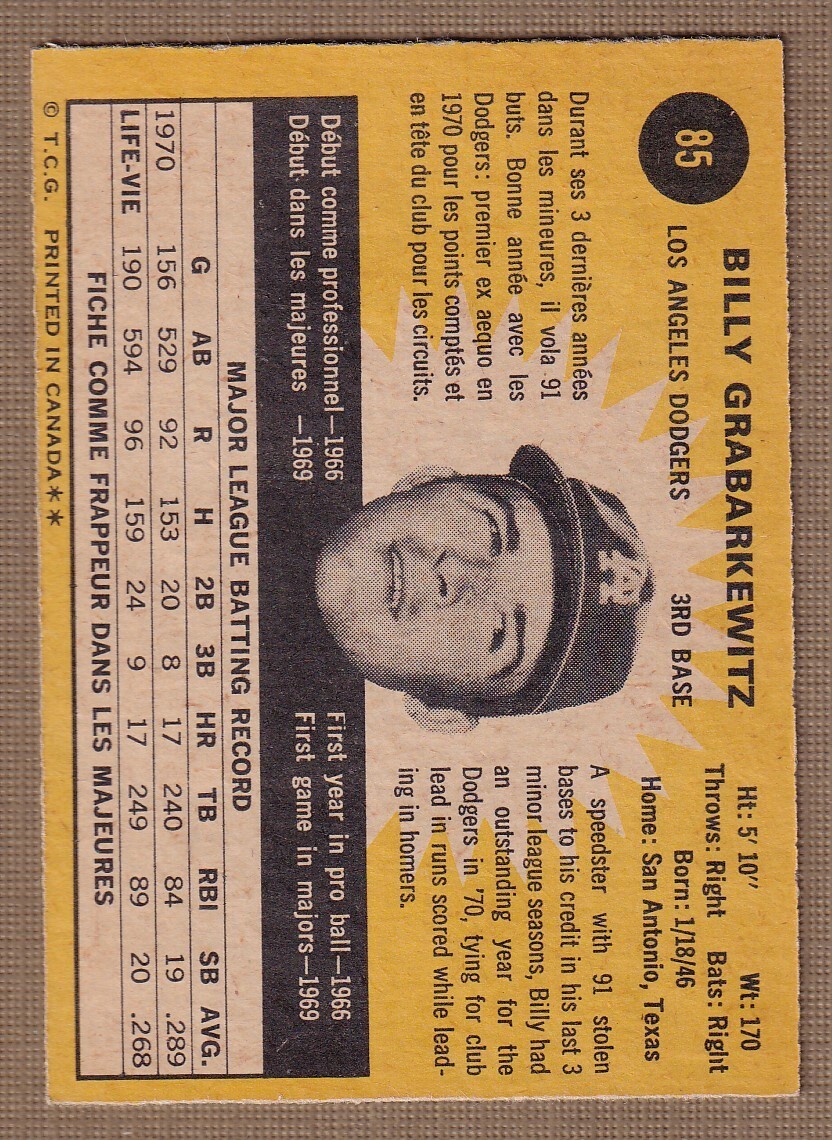 85
BILLY GRABARKEWITZ
LOS ANGELES DODGERS 3RD BASE
Ht: 5′ 10″ Wt: 170
Throws: Right Bats: Right
Born: 1/18/46
Home: San Antonio, Texas
Durant ses 3 dernières années
dans les mineures, il vola 91
buts. Bonne année avec les
Dodgers: premier ex aequo en
1970 pour les points comptés et
en tête du club pour les circuits.
LA
A speedster with 91 stolen
bases to his credit in his last 3
minor league seasons, Billy had
an outstanding year for the
Dodgers in '70, tying for club
lead in runs scored while lead-
ing in homers.
Début comme professionnel—1966
Début dans les majeures —1969
First year in pro ball—1966
First game in majors—1969
MAJOR LEAGUE BATTING RECORD
G AB R H 2B 3B HR TB RBI SB AVG.
1970 156 529 92 153 20 8 17 240 84 19 .289
LIFE-VIE 190 594 96 159 24 9 17 249 89 20 .268
FICHE COMME FRAPPEUR DANS LES MAJEURES
© T.C.G. PRINTED IN CANADA**